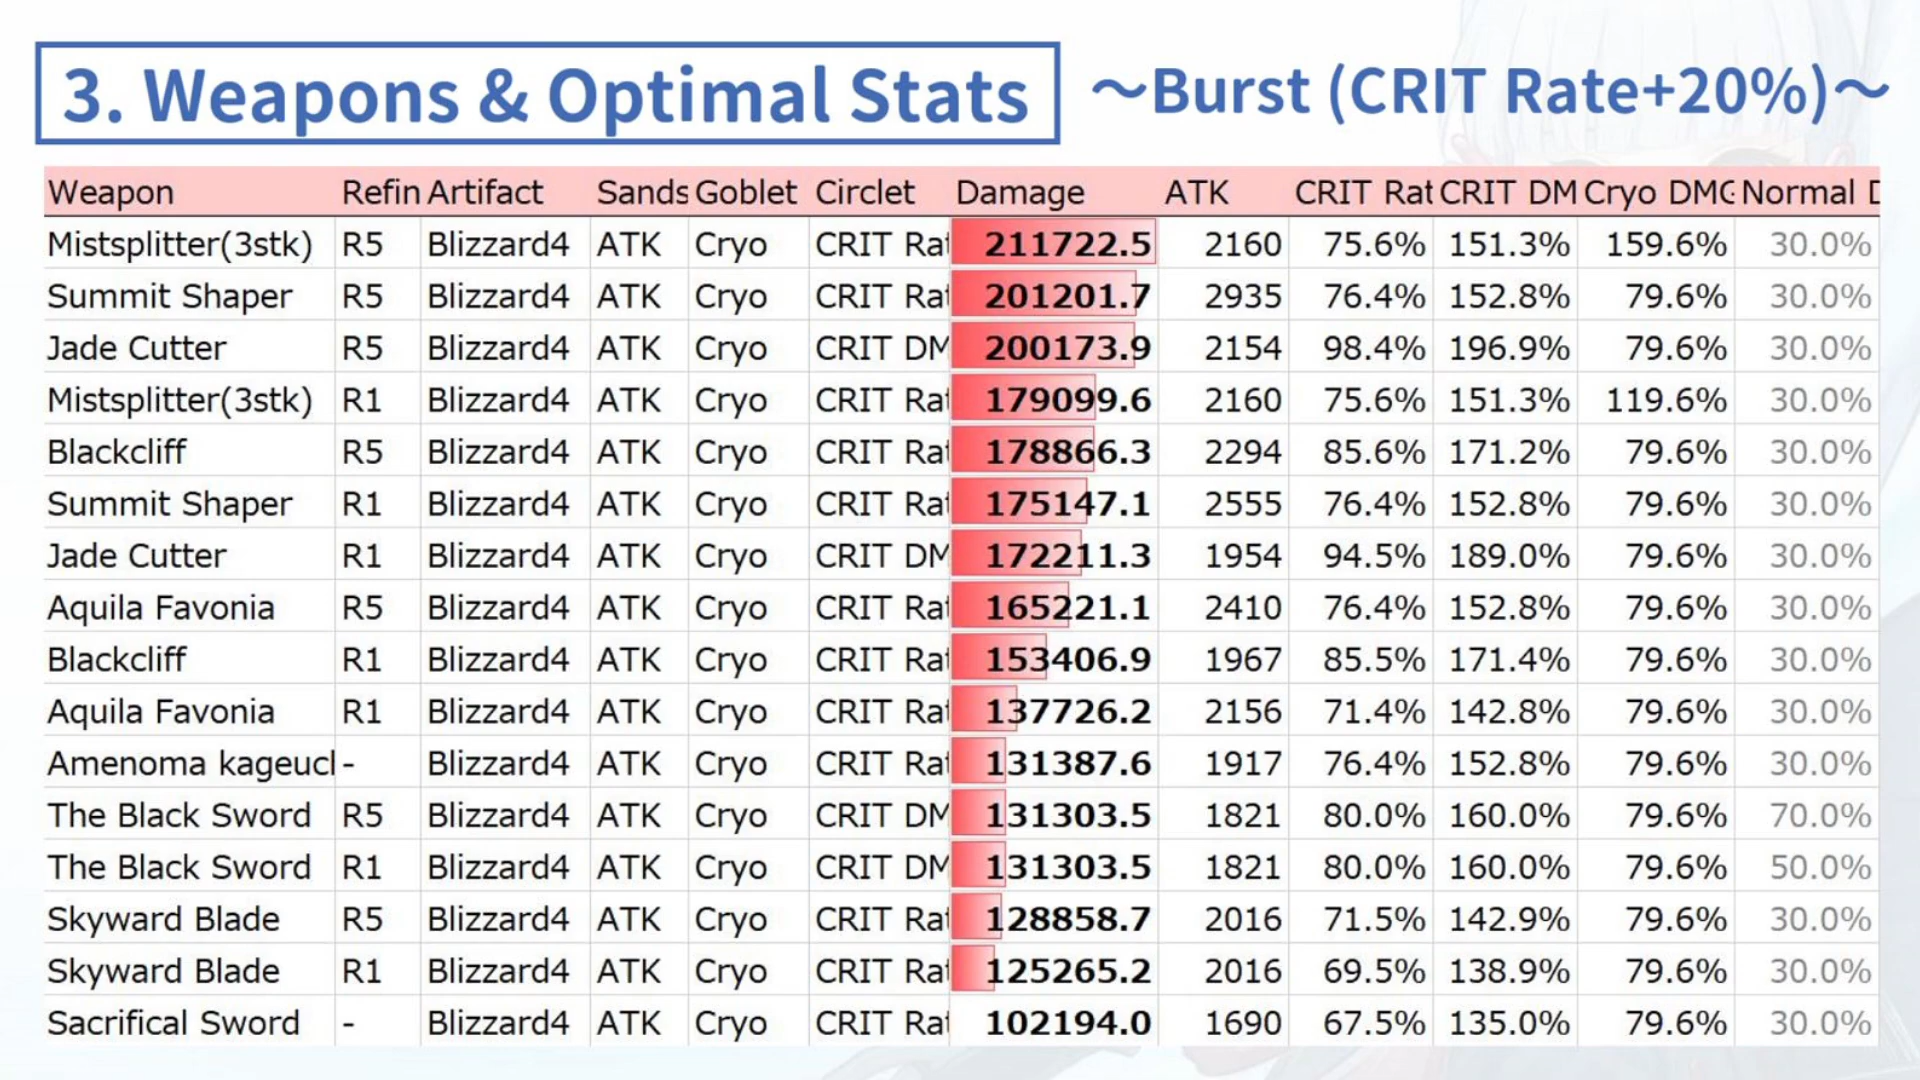 3. Weapons & Optimal Stats ～Burst (CRIT Rate+20%)～
Weapon Refin Artifact Sands Goblet Circlet Damage ATK CRIT Rat CRIT DM Cryo DMG Normal D
Mistsplitter(3stk) R5 Blizzard4 ATK Cryo CRIT Rat 211722.5 2160 75.6% 151.3% 159.6% 30.0%
Summit Shaper R5 Blizzard4 ATK Cryo CRIT Rat 201201.7 2935 76.4% 152.8% 79.6% 30.0%
Jade Cutter R5 Blizzard4 ATK Cryo CRIT DM 200173.9 2154 98.4% 196.9% 79.6% 30.0%
Mistsplitter(3stk) R1 Blizzard4 ATK Cryo CRIT Rat 179099.6 2160 75.6% 151.3% 119.6% 30.0%
Blackcliff R5 Blizzard4 ATK Cryo CRIT Rat 178866.3 2294 85.6% 171.2% 79.6% 30.0%
Summit Shaper R1 Blizzard4 ATK Cryo CRIT Rat 175147.1 2555 76.4% 152.8% 79.6% 30.0%
Jade Cutter R1 Blizzard4 ATK Cryo CRIT DM 172211.3 1954 94.5% 189.0% 79.6% 30.0%
Aquila Favonia R5 Blizzard4 ATK Cryo CRIT Rat 165221.1 2410 76.4% 152.8% 79.6% 30.0%
Blackcliff R1 Blizzard4 ATK Cryo CRIT Rat 153406.9 1967 85.5% 171.4% 79.6% 30.0%
Aquila Favonia R1 Blizzard4 ATK Cryo CRIT Rat 137726.2 2156 71.4% 142.8% 79.6% 30.0%
Amenoma kageucl - Blizzard4 ATK Cryo CRIT Rat 131387.6 1917 76.4% 152.8% 79.6% 30.0%
The Black Sword R5 Blizzard4 ATK Cryo CRIT DM 131303.5 1821 80.0% 160.0% 79.6% 70.0%
The Black Sword R1 Blizzard4 ATK Cryo CRIT DM 131303.5 1821 80.0% 160.0% 79.6% 50.0%
Skyward Blade R5 Blizzard4 ATK Cryo CRIT Rat 128858.7 2016 71.5% 142.9% 79.6% 30.0%
Skyward Blade R1 Blizzard4 ATK Cryo CRIT Rat 125265.2 2016 69.5% 138.9% 79.6% 30.0%
Sacrifical Sword - Blizzard4 ATK Cryo CRIT Rat 102194.0 1690 67.5% 135.0% 79.6% 30.0%